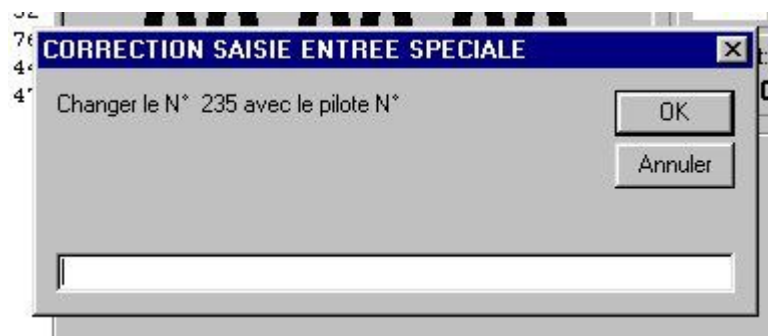 CORRECTION SAISIE ENTREE SPECIALE
Changer le N° 235 avec le pilote N°
OK
Annuler